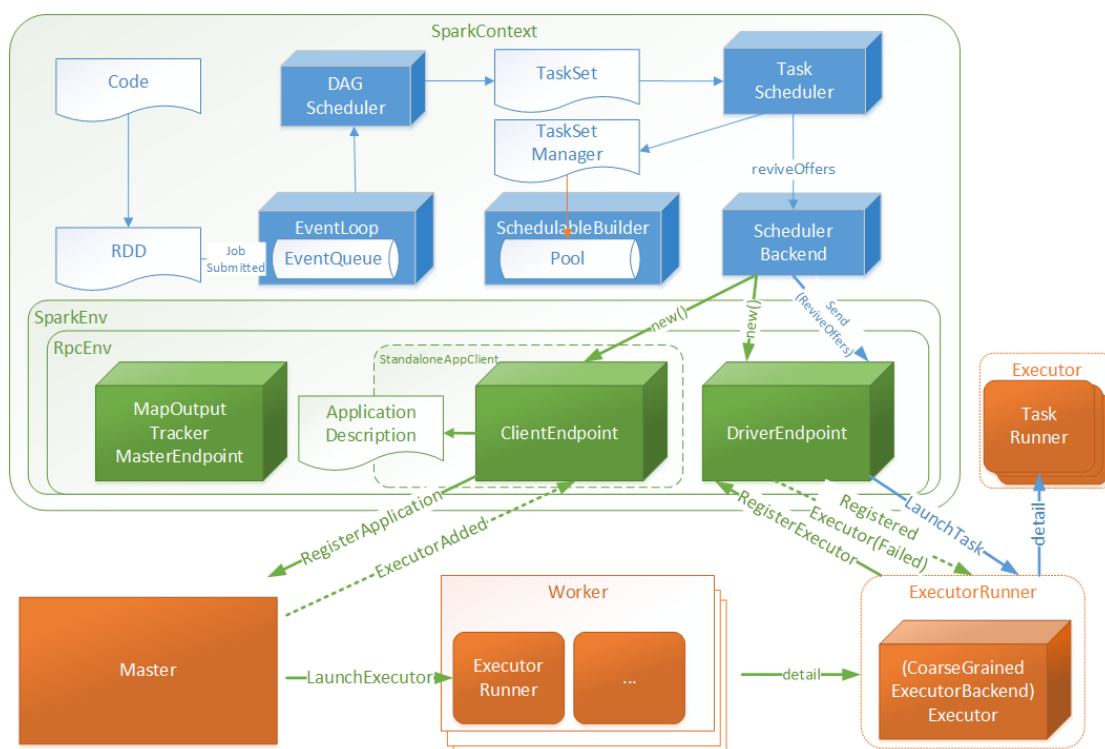 SparkContext
Code
DAG
Scheduler
TaskSet
Task
Scheduler
TaskSet
Manager
reviveOffers
RDD
Job
Submitted
EventLoop
EventQueue
SchedulableBuilder
Pool
Scheduler
Backend
SparkEnv
new()
new()
Send
(ReviveOffers)
RpcEnv
StandaloneAppClient
Executor
MapOutput
Tracker
MasterEndpoint
Application
Description
ClientEndpoint
DriverEndpoint
Task
Runner
RegisterApplication
ExecutorAdded
RegisterExecutor
Registered
Executor(Failed)
LaunchTask
detail
Master
LaunchExecutor
Worker
Executor
Runner
...
detail
ExecutorRunner
(CoarseGrained
ExecutorBackend)
Executor